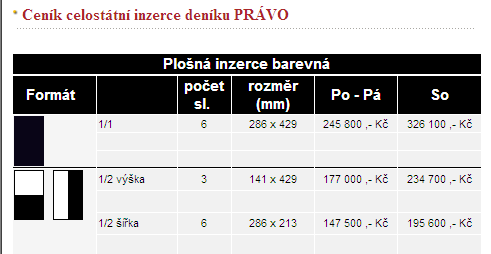 Ceník celostátní inzerce deníku PRÁVO
Plošná inzerce barevná
Formát počet sl. rozměr (mm) Po - Pá So
1/1 6 286 x 429 245 800 ,- Kč 326 100 ,- Kč
1/2 výška 3 141 x 429 177 000 ,- Kč 234 700 ,- Kč
1/2 šířka 6 286 x 213 147 500 ,- Kč 195 600 ,- Kč